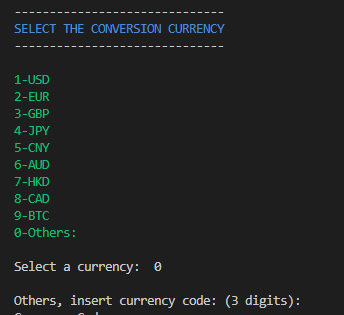 ------------------------------
SELECT THE CONVERSION CURRENCY
------------------------------
1-USD
2-EUR
3-GBP
4-JPY
5-CNY
6-AUD
7-HKD
8-CAD
9-BTC
0-Others:
Select a currency:  0
Others, insert currency code: (3 digits):